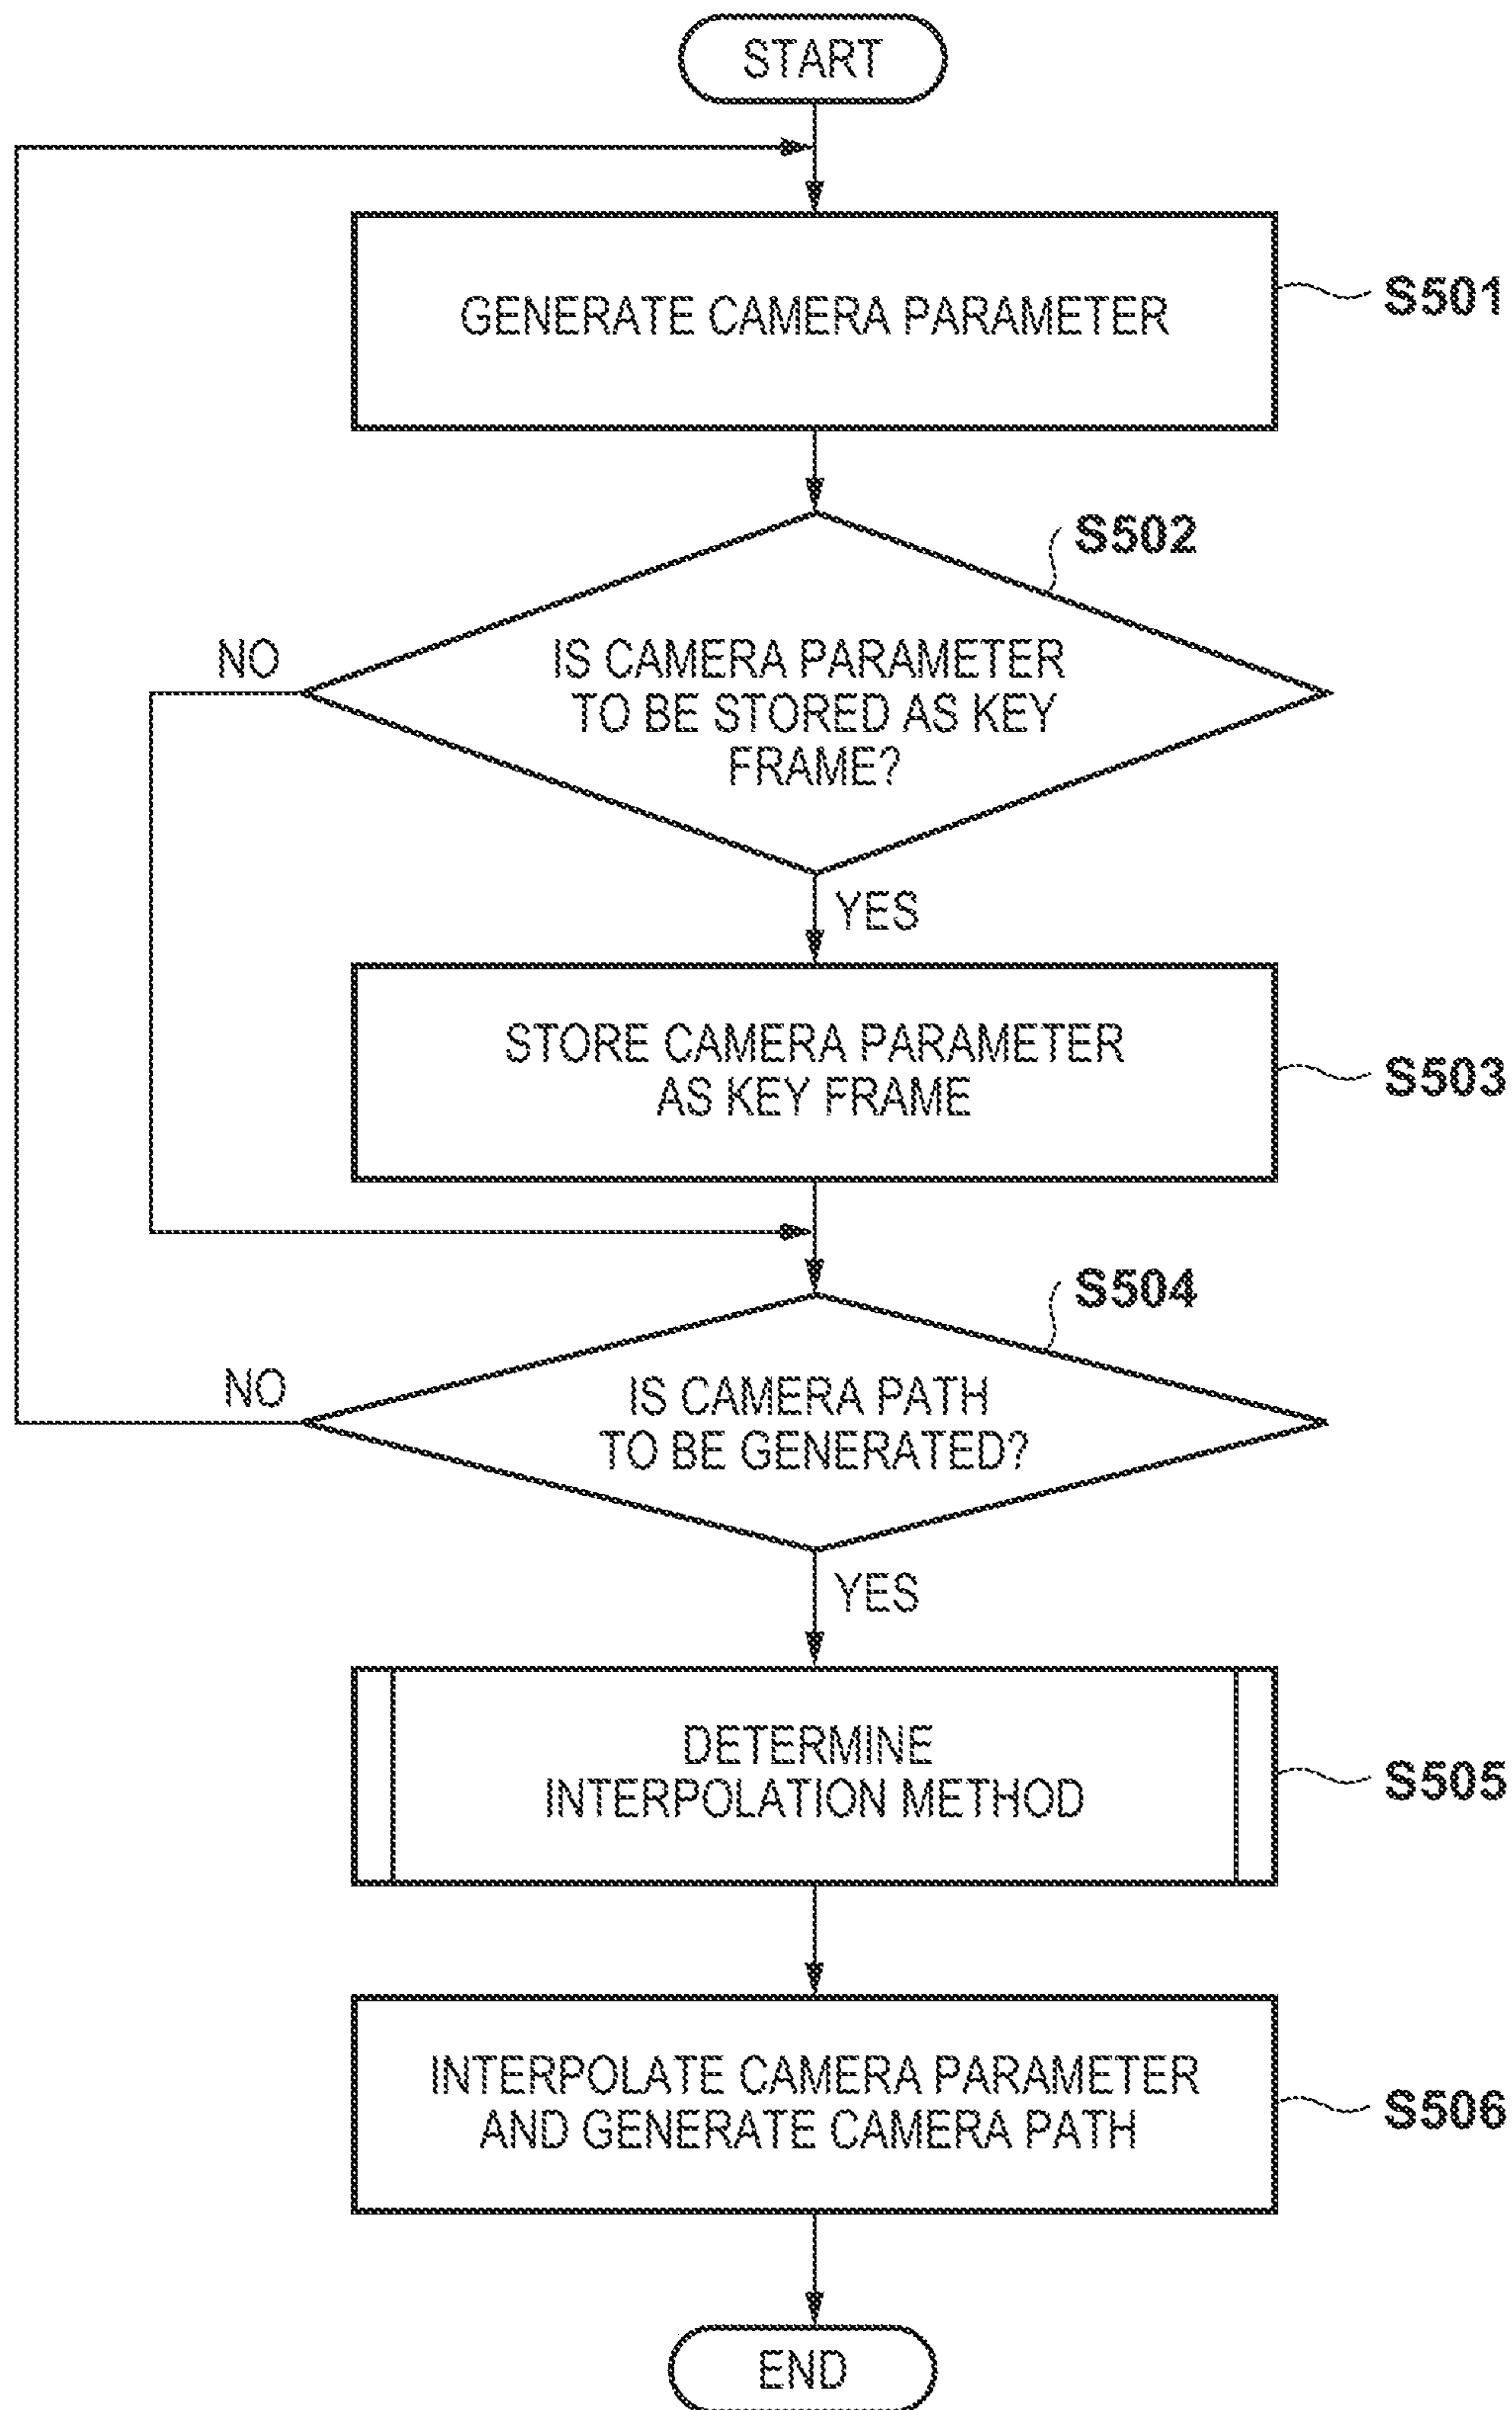 START
GENERATE CAMERA PARAMETER
S501
S502
NO
IS CAMERA PARAMETER
TO BE STORED AS KEY
FRAME?
YES
STORE CAMERA PARAMETER
AS KEY FRAME
S503
S504
NO
IS CAMERA PATH
TO BE GENERATED?
YES
DETERMINE
INTERPOLATION METHOD
S505
INTERPOLATE CAMERA PARAMETER
AND GENERATE CAMERA PATH
S506
END